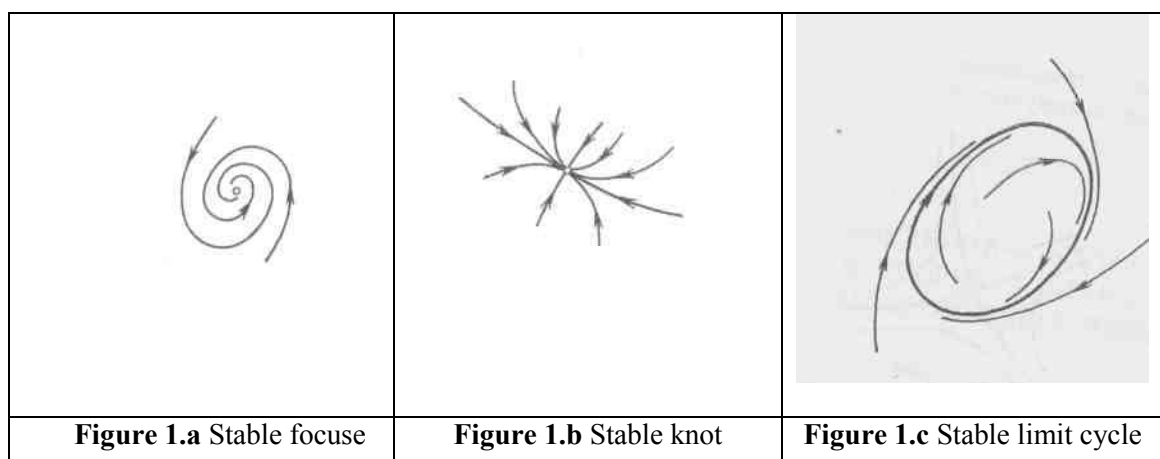 Figure 1.a Stable focuse
Figure 1.b Stable knot
Figure 1.c Stable limit cycle